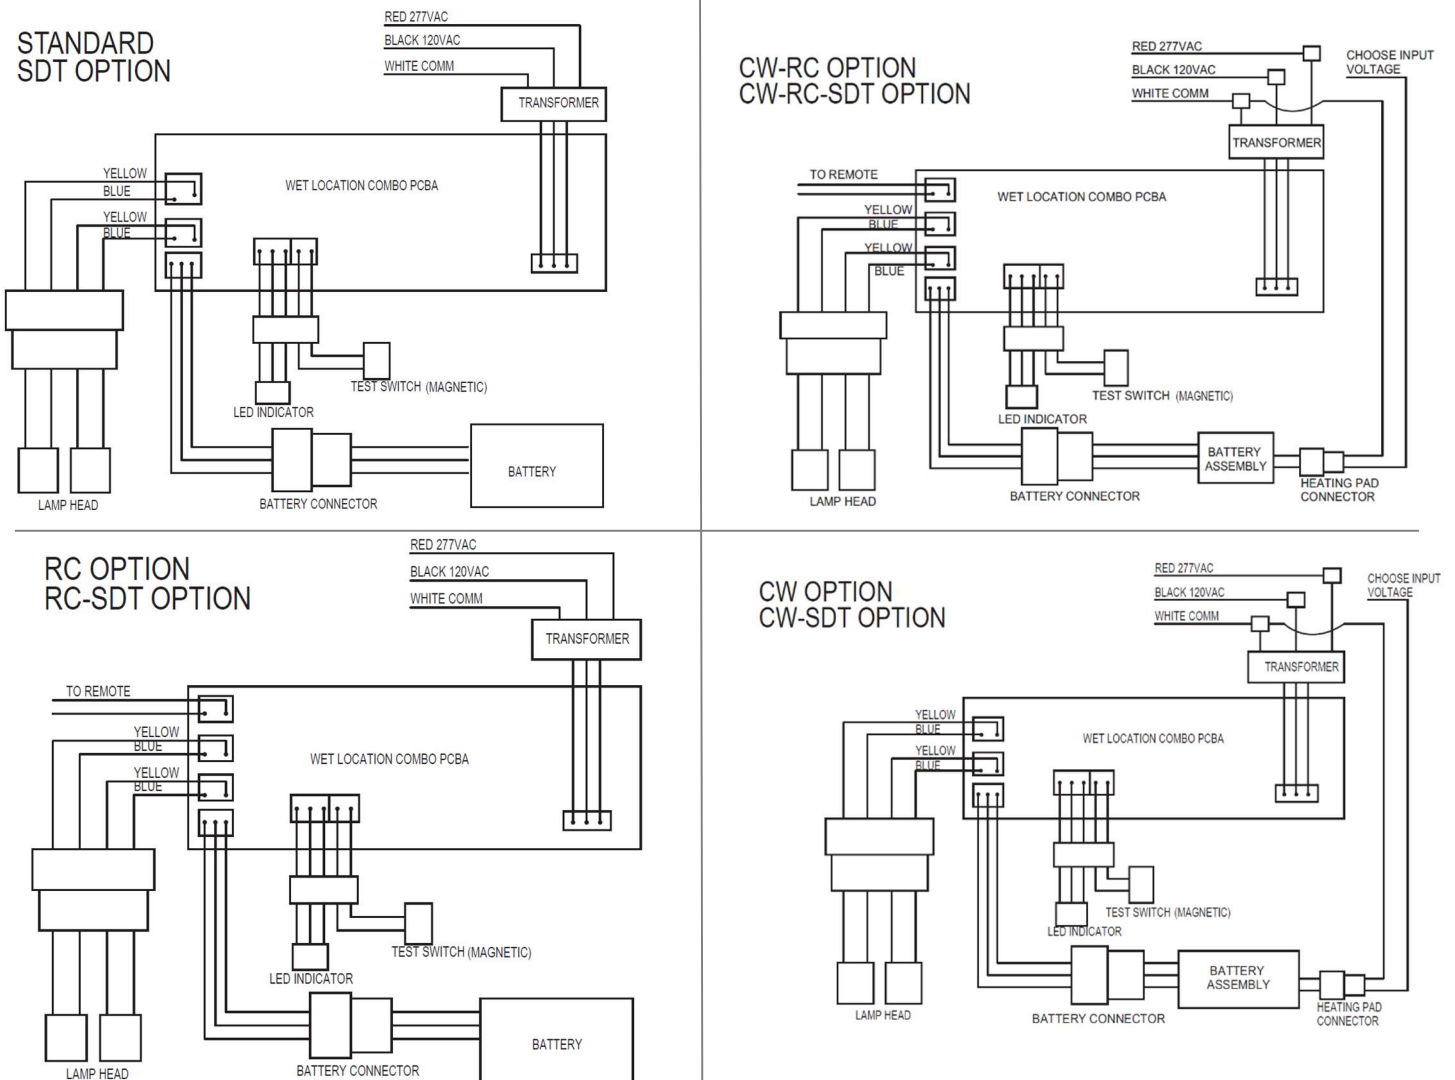 STANDARD
SDT OPTION
RED 277VAC
BLACK 120VAC
WHITE COMM
TRANSFORMER
WET LOCATION COMBO PCBA
YELLOW
BLUE
YELLOW
BLUE
TEST SWITCH (MAGNETIC)
LED INDICATOR
BATTERY
LAMP HEAD
BATTERY CONNECTOR
CW-RC OPTION
CW-RC-SDT OPTION
RED 277VAC
BLACK 120VAC
WHITE COMM
CHOOSE INPUT
VOLTAGE
TRANSFORMER
TO REMOTE
WET LOCATION COMBO PCBA
YELLOW
BLUE
YELLOW
BLUE
TEST SWITCH (MAGNETIC)
LED INDICATOR
BATTERY
ASSEMBLY
HEATING PAD
CONNECTOR
LAMP HEAD
BATTERY CONNECTOR
RC OPTION
RC-SDT OPTION
RED 277VAC
BLACK 120VAC
WHITE COMM
TRANSFORMER
TO REMOTE
YELLOW
BLUE
WET LOCATION COMBO PCBA
YELLOW
BLUE
TEST SWITCH (MAGNETIC)
LED INDICATOR
BATTERY
LAMP HEAD
BATTERY CONNECTOR
CW OPTION
CW-SDT OPTION
RED 277VAC
BLACK 120VAC
WHITE COMM
CHOOSE INPUT
VOLTAGE
TRANSFORMER
YELLOW
BLUE
WET LOCATION COMBO PCBA
YELLOW
BLUE
TEST SWITCH (MAGNETIC)
LED INDICATOR
BATTERY
ASSEMBLY
HEATING PAD
CONNECTOR
LAMP HEAD
BATTERY CONNECTOR